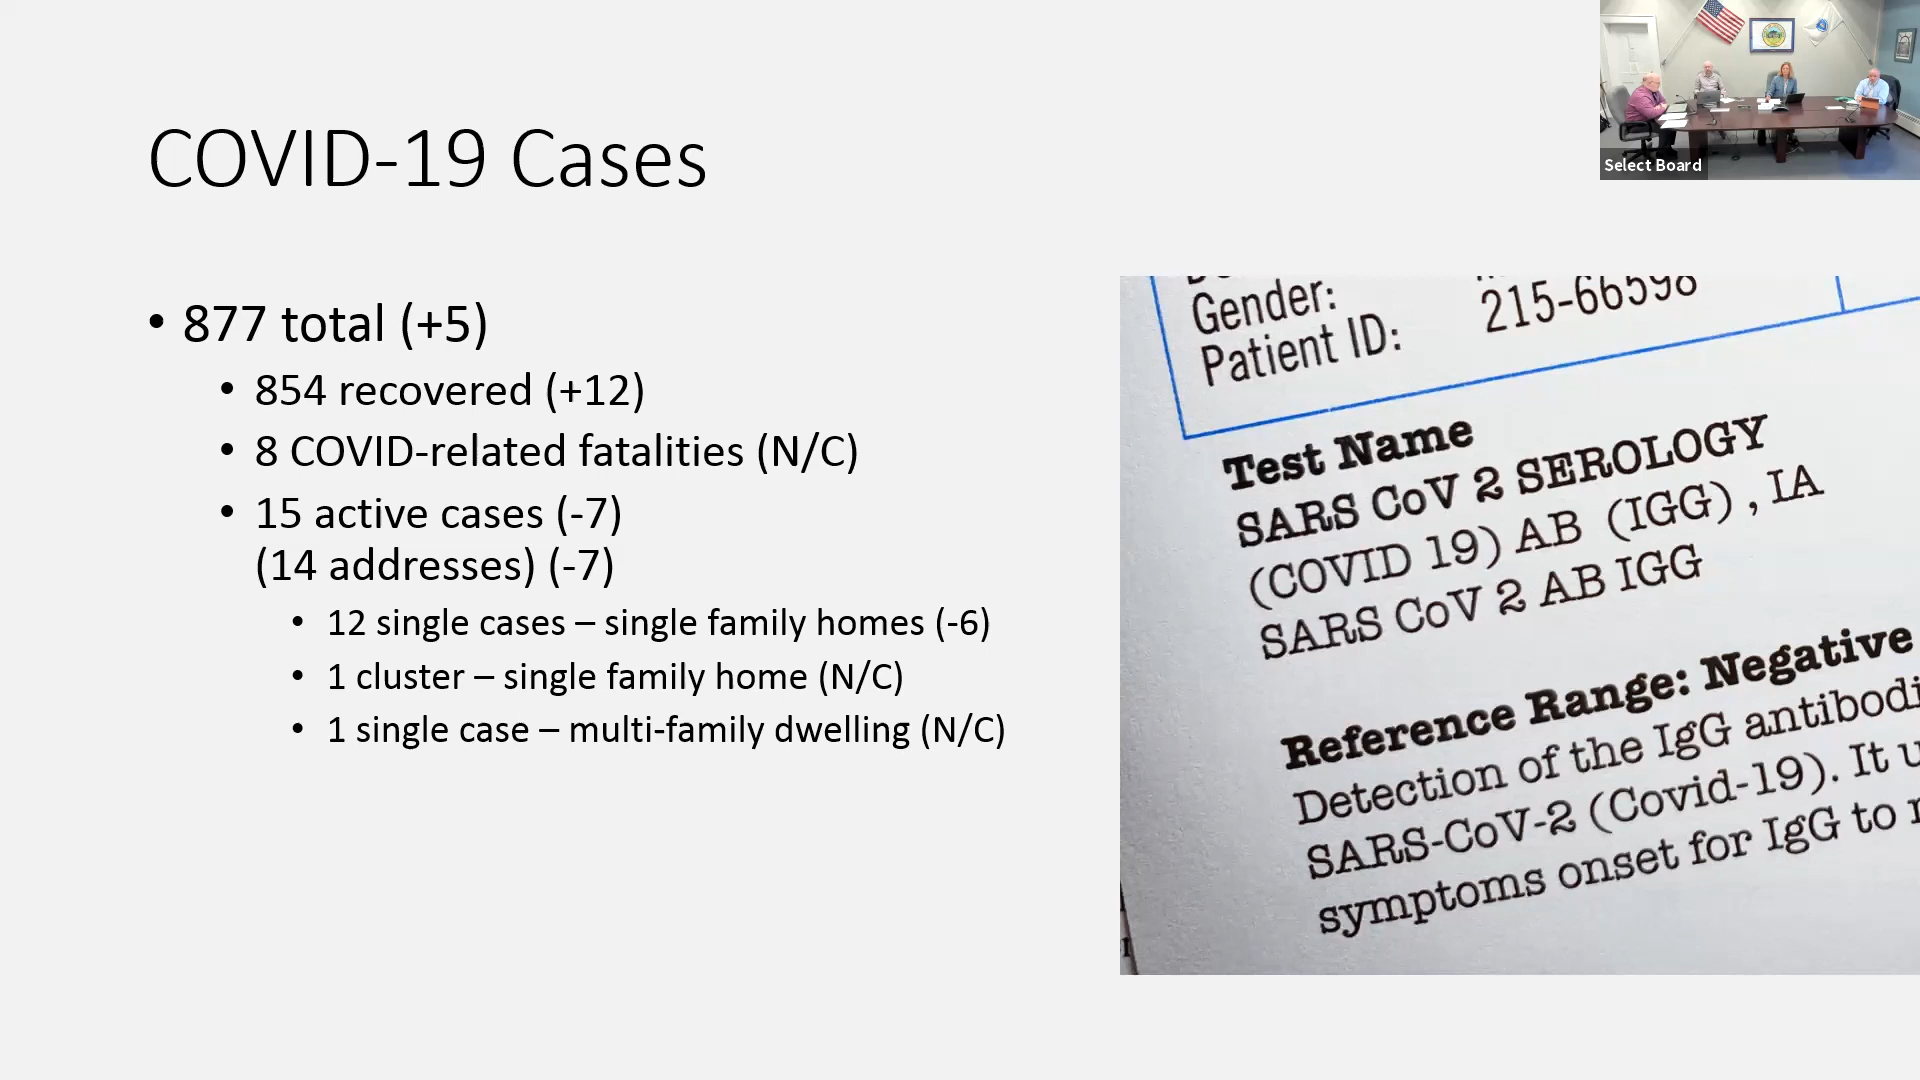 COVID-19 Cases
• 877 total (+5)
• 854 recovered (+12)
• 8 COVID-related fatalities (N/C)
• 15 active cases (-7)
(14 addresses) (-7)
• 12 single cases – single family homes (-6)
• 1 cluster – single family home (N/C)
• 1 single case – multi-family dwelling (N/C)
Select Board
Gender:
Patient ID: 215-66598
Test Name
SARS CoV 2 SEROLOGY
(COVID 19) AB (IGG) , IA
SARS CoV 2 AB IGG
Reference Range: Negative
Detection of the IgG
SARS-CoV-2 (Covid-19). It
symptoms onset for IgG to